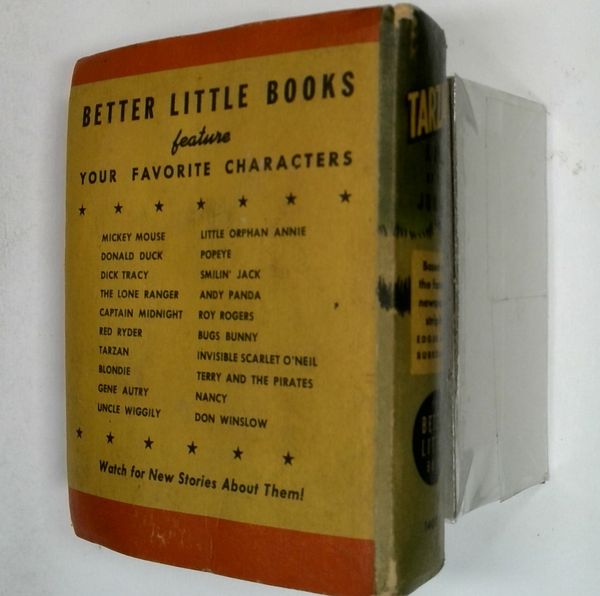 BETTER LITTLE BOOKS
feature
YOUR FAVORITE CHARACTERS
MICKEY MOUSE
DONALD DUCK
DICK TRACY
THE LONE RANGER
CAPTAIN MIDNIGHT
RED RYDER
TARZAN
BLONDIE
GENE AUTRY
UNCLE WIGGILY
LITTLE ORPHAN ANNIE
POPEYE
SMILIN' JACK
ANDY PANDA
ROY ROGERS
BUGS BUNNY
INVISIBLE SCARLET O'NEIL
TERRY AND THE PIRATES
NANCY
DON WINSLOW
Watch for New Stories About Them!